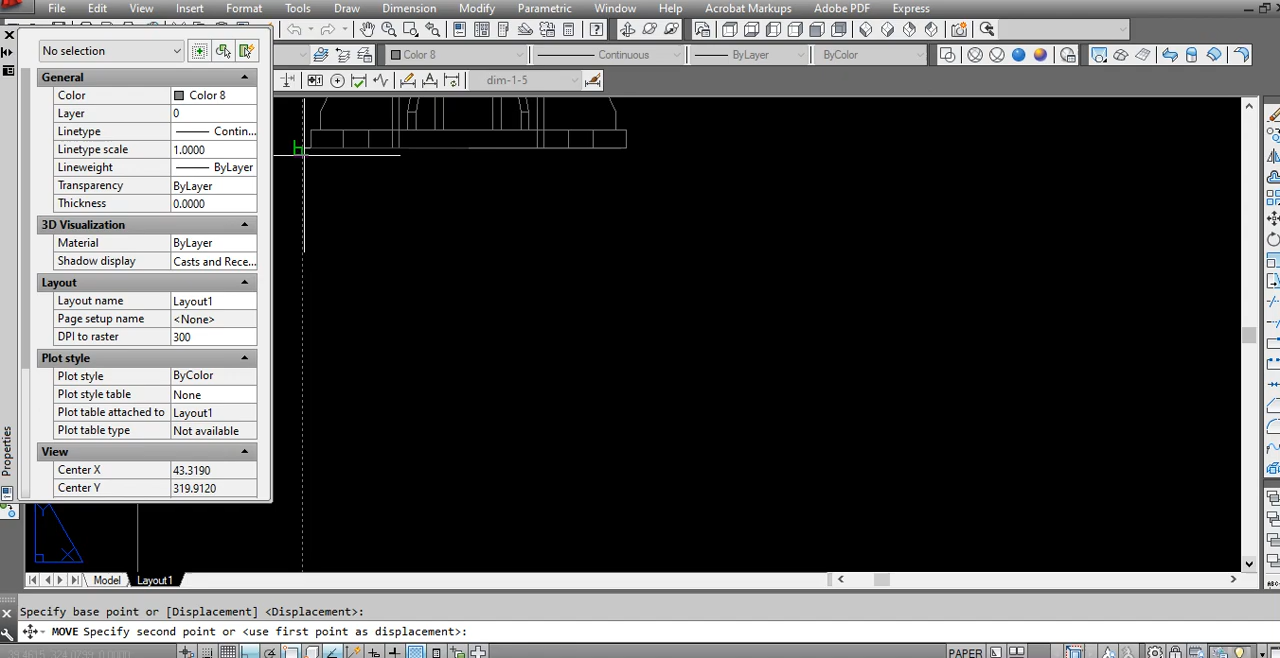 File Edit View Insert Format Tools Draw Dimension Modify Parametric Window Help Acrobat Markups Adobe PDF Express
No selection
Color 8 Continuous ByLayer ByColor
General
dim-1-5
Color Color 8
Layer 0
Linetype Contin...
Linetype scale 1.0000
Lineweight ByLayer
Transparency ByLayer
Thickness 0.0000
3D Visualization
Material ByLayer
Shadow display Casts and Rece...
Layout
Layout name Layout1
Page setup name <None>
DPI to raster 300
Plot style
Plot style ByColor
Plot style table None
Plot table attached to Layout1
Plot table type Not available
View
Center X 43.3190
Center Y 319.9120
Properties
Y
X
Model Layout1
Specify base point or [Displacement] <Displacement>:
MOVE Specify second point or <use first point as displacement>:
PAPER